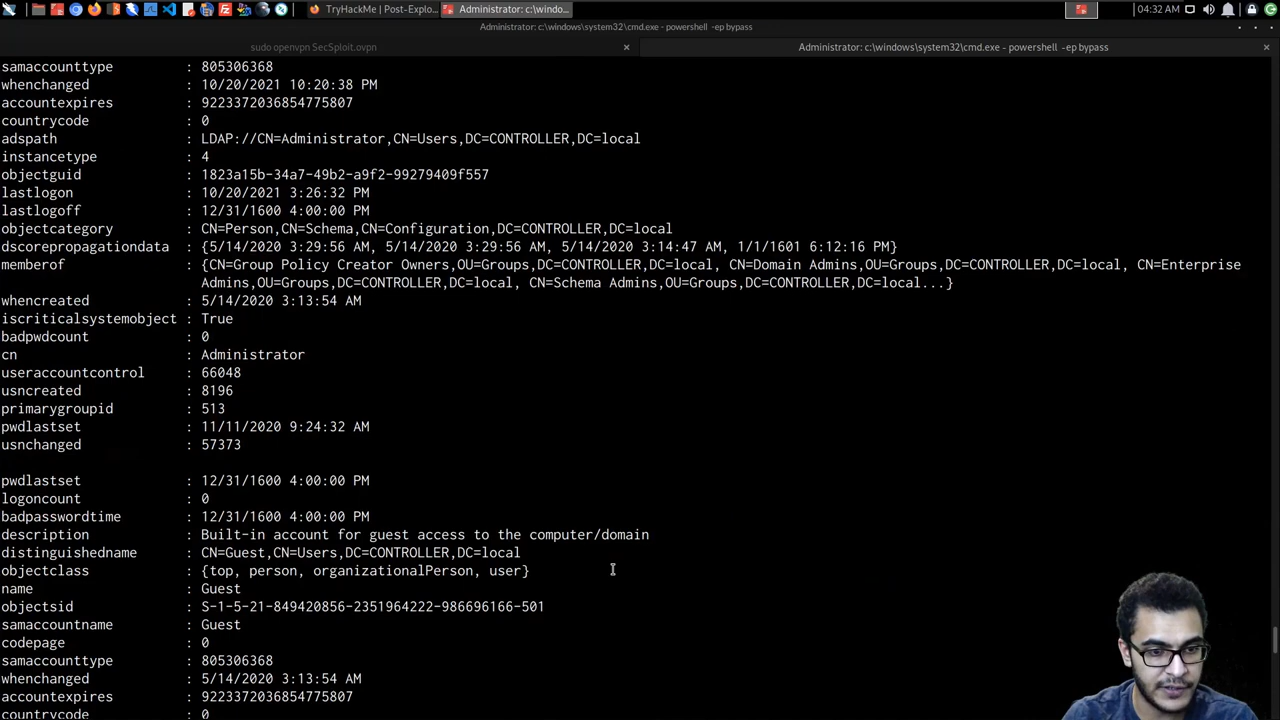 TryHackMe | Post-Explo...
Administrator: c:\windo...
04:32 AM
Administrator: c:\windows\system32\cmd.exe - powershell -ep bypass
sudo openvpn SecSploit.ovpn
Administrator: c:\windows\system32\cmd.exe - powershell -ep bypass
samaccounttype : 805306368
whenchanged : 10/20/2021 10:20:38 PM
accountexpires : 9223372036854775807
countrycode : 0
adspath : LDAP://CN=Administrator,CN=Users,DC=CONTROLLER,DC=local
instancetype : 4
objectguid : 1823a15b-34a7-49b2-a9f2-99279409f557
lastlogon : 10/20/2021 3:26:32 PM
lastlogoff : 12/31/1600 4:00:00 PM
objectcategory : CN=Person,CN=Schema,CN=Configuration,DC=CONTROLLER,DC=local
dscorepropagationdata : {5/14/2020 3:29:56 AM, 5/14/2020 3:29:56 AM, 5/14/2020 3:14:47 AM, 1/1/1601 6:12:16 PM}
memberof : {CN=Group Policy Creator Owners,OU=Groups,DC=CONTROLLER,DC=local, CN=Domain Admins,OU=Groups,DC=CONTROLLER,DC=local, CN=Enterprise
Admins,OU=Groups,DC=CONTROLLER,DC=local, CN=Schema Admins,OU=Groups,DC=CONTROLLER,DC=local...}
whencreated : 5/14/2020 3:13:54 AM
iscriticalsystemobject : True
badpwdcount : 0
cn : Administrator
useraccountcontrol : 66048
usncreated : 8196
primarygroupid : 513
pwdlastset : 11/11/2020 9:24:32 AM
usnchanged : 57373
pwdlastset : 12/31/1600 4:00:00 PM
logoncount : 0
badpasswordtime : 12/31/1600 4:00:00 PM
description : Built-in account for guest access to the computer/domain
distinguishedname : CN=Guest,CN=Users,DC=CONTROLLER,DC=local
objectclass : {top, person, organizationalPerson, user}
name : Guest
objectsid : S-1-5-21-849420856-2351964222-986696166-501
samaccountname : Guest
codepage : 0
samaccounttype : 805306368
whenchanged : 5/14/2020 3:13:54 AM
accountexpires : 9223372036854775807
countrycode : 0